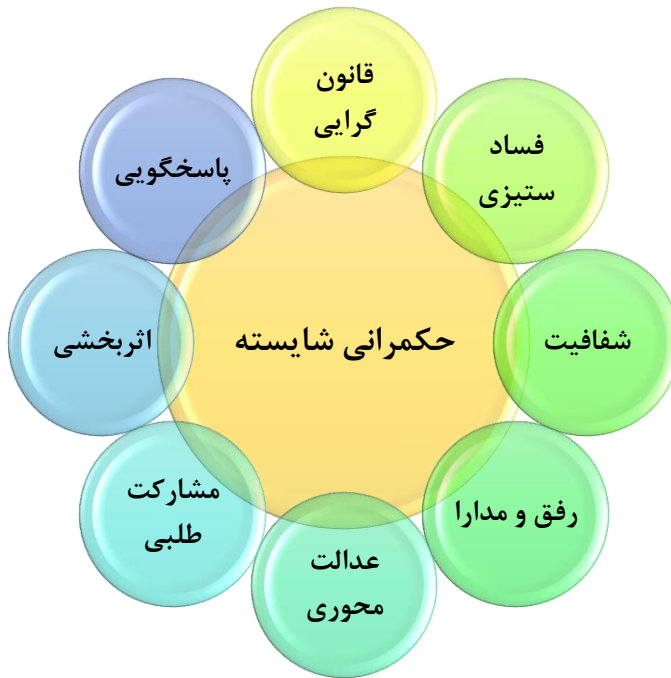 قانون
گرایی
فساد
ستیزی
شفافیت
رفق و مدارا
عدالت
محوری
مشارکت
طلبی
اثربخشی
پاسخگویی
حکمرانی شایسته